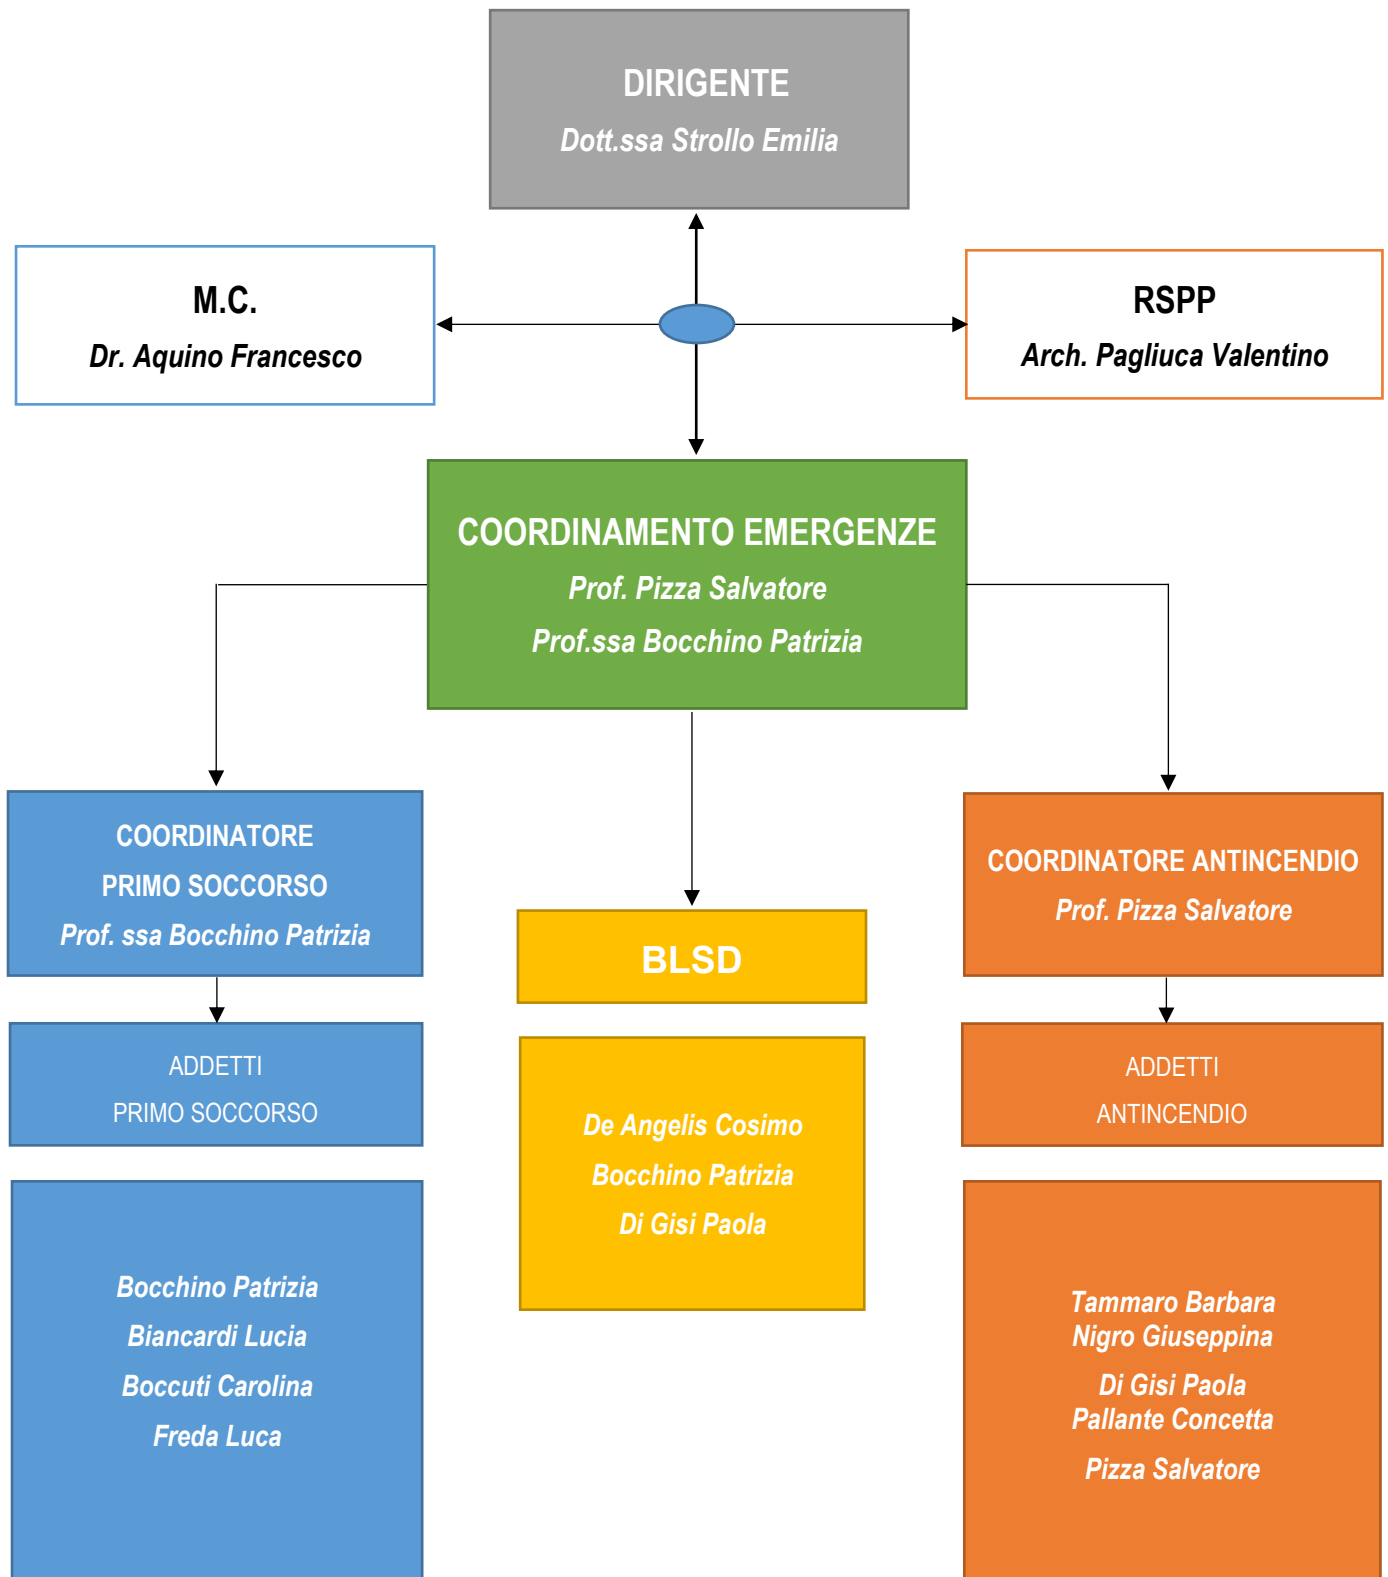 DIRIGENTE
Dott.ssa Strollo Emilia
M.C.
Dr. Aquino Francesco
RSPP
Arch. Pagliuca Valentino
COORDINAMENTO EMERGENZE
Prof. Pizza Salvatore
Prof.ssa Bocchino Patrizia
COORDINATORE
PRIMO SOCCORSO
Prof. ssa Bocchino Patrizia
BLSD
COORDINATORE ANTINCENDIO
Prof. Pizza Salvatore
ADDETTI
PRIMO SOCCORSO
De Angelis Cosimo
Bocchino Patrizia
Di Gisi Paola
ADDETTI
ANTINCENDIO
Bocchino Patrizia
Biancardi Lucia
Boccuti Carolina
Freda Luca
Tammaro Barbara
Nigro Giuseppina
Di Gisi Paola
Pallante Concetta
Pizza Salvatore